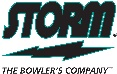 STORM
THE BOWLER'S COMPANY™